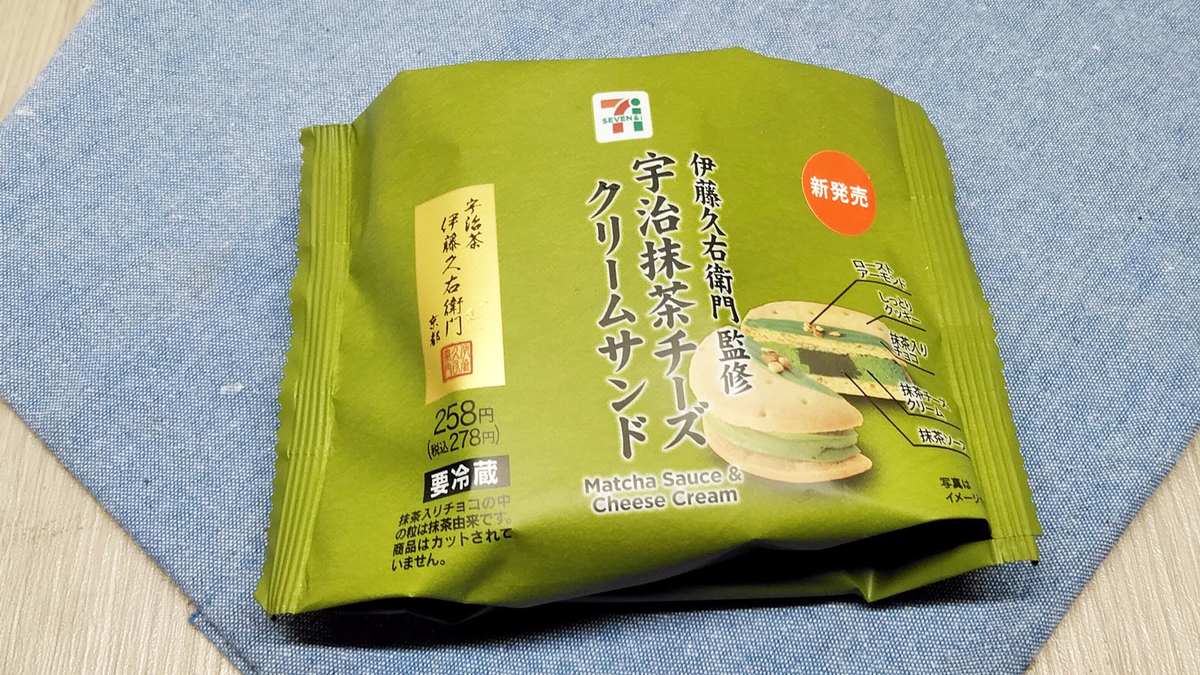 SEVEN&i
新発売
伊藤久右衛門 監修
宇治抹茶チーズ
クリームサンド
Matcha Sauce &
Cheese Cream
ロースト
アーモンド
しっとり
クッキー
抹茶入り
チョコ
抹茶チーズ
クリーム
抹茶ソース
写真は
イメージ
宇治茶
伊藤久右衛門
京都
258円
(税込278円)
要冷蔵
抹茶入りチョコの中
の粒は抹茶由来です。
商品はカットされて
いません。